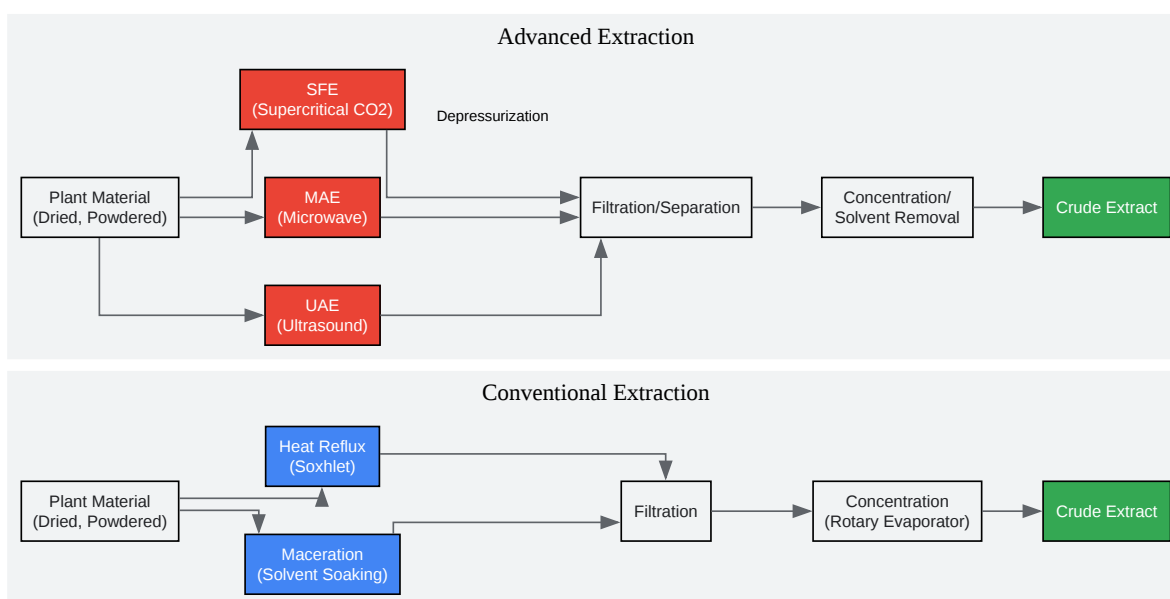 Advanced Extraction
SFE
(Supercritical CO2)
Depressurization
Plant Material
(Dried, Powdered)
MAE
(Microwave)
Filtration/Separation
Concentration/
Solvent Removal
Crude Extract
UAE
(Ultrasound)
Conventional Extraction
Heat Reflux
(Soxhlet)
Plant Material
(Dried, Powdered)
Filtration
Concentration
(Rotary Evaporator)
Crude Extract
Maceration
(Solvent Soaking)